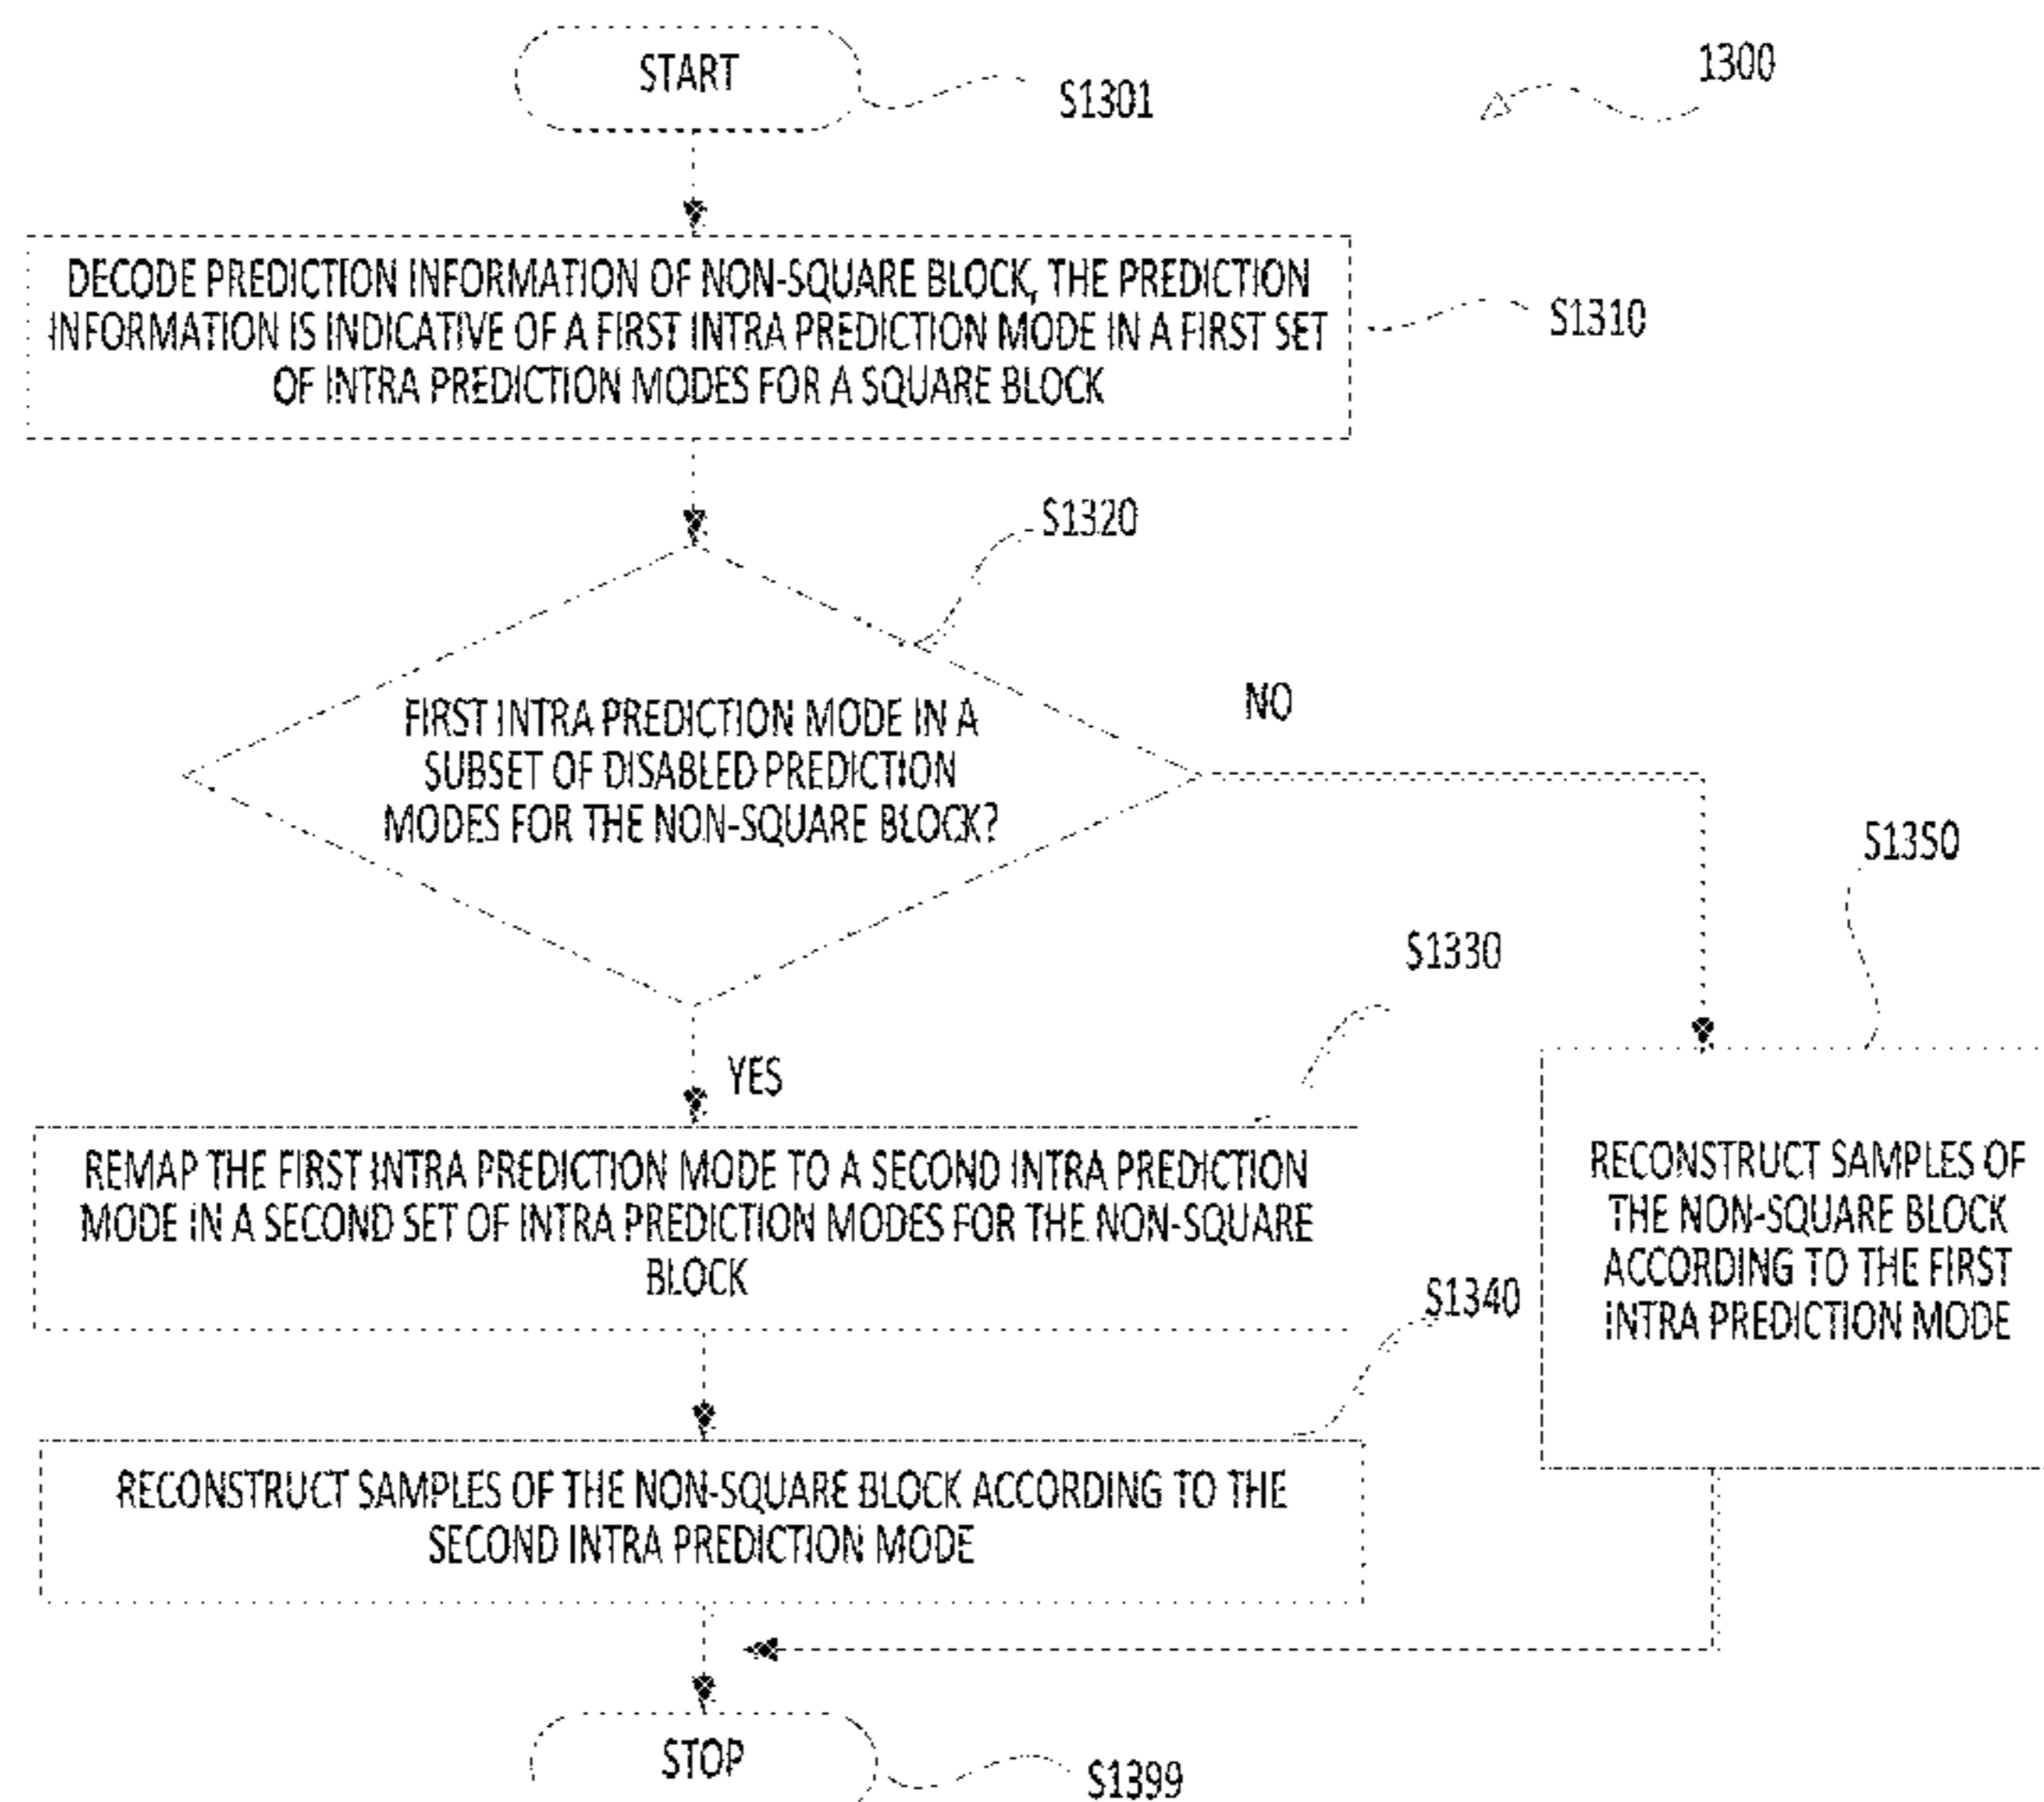 START
S1301
1300
DECODE PREDICTION INFORMATION OF NON-SQUARE BLOCK, THE PREDICTION
INFORMATION IS INDICATIVE OF A FIRST INTRA PREDICTION MODE IN A FIRST SET
OF INTRA PREDICTION MODES FOR A SQUARE BLOCK
S1310
S1320
FIRST INTRA PREDICTION MODE IN A
SUBSET OF DISABLED PREDICTION
MODES FOR THE NON-SQUARE BLOCK?
NO
S1350
S1330
YES
REMAP THE FIRST INTRA PREDICTION MODE TO A SECOND INTRA PREDICTION
MODE IN A SECOND SET OF INTRA PREDICTION MODES FOR THE NON-SQUARE
BLOCK
RECONSTRUCT SAMPLES OF
THE NON-SQUARE BLOCK
ACCORDING TO THE FIRST
INTRA PREDICTION MODE
S1340
RECONSTRUCT SAMPLES OF THE NON-SQUARE BLOCK ACCORDING TO THE
SECOND INTRA PREDICTION MODE
STOP
S1399